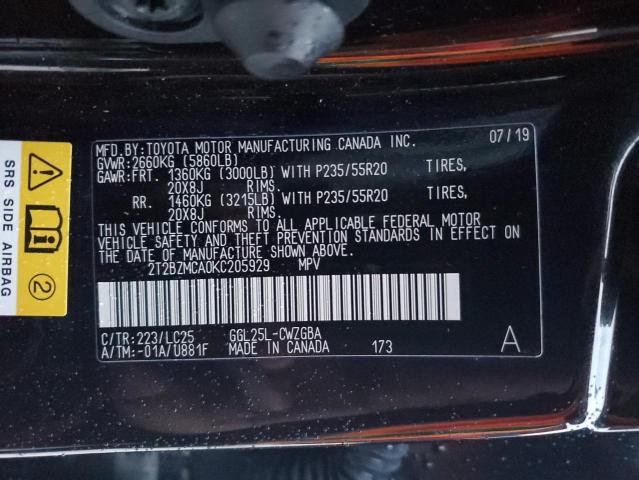 MFD.BY:TOYOTA MOTOR MANUFACTURING CANADA INC. 07/19
GVWR:2660KG (5860LB)
GAWR:FRT. 1360KG (3000LB) WITH P235/55R20 TIRES,
20X8J RIMS.
RR. 1460KG (3215LB) WITH P235/55R20 TIRES,
20X8J RIMS.
THIS VEHICLE CONFORMS TO ALL APPLICABLE FEDERAL MOTOR
VEHICLE SAFETY AND THEFT PREVENTION STANDARDS IN EFFECT ON
THE DATE OF MANUFACTURE SHOWN ABOVE.
2T2BZMCA0KC205929 MPV
C/TR:223/LC25 GGL25L-CWZGBA
A/TM:-01A/U881F MADE IN CANADA 173 A
SRS SIDE AIRBAG
2